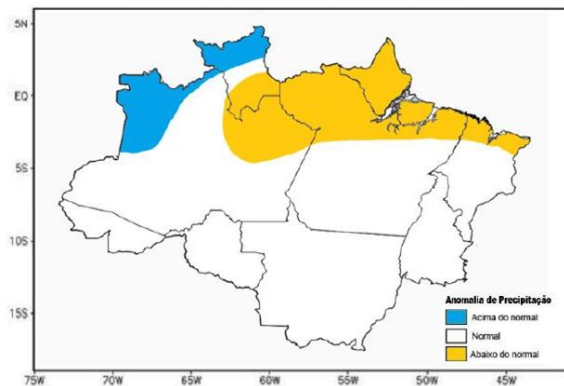 5N
EQ
5S
10S
15S
75W 70W 65W 60W 55W 50W 45W
Anomalia de Precipitação
Acima do normal
Normal
Abaixo do normal